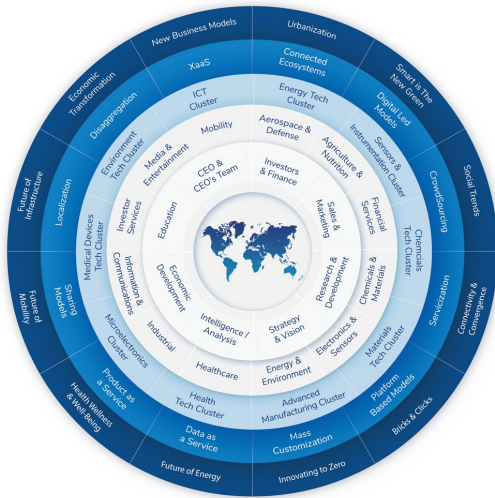 Urbanization
Smart is The
New Green
Social Trends
Connectivity &
Convergence
Bricks & Clicks
Innovating to Zero
Future of Energy
Health Wellness
& Well-Being
Future of
Mobility
Future of
Infrastructure
Economic
Transformation
New Business Models
Connected
Ecosystems
Digital Led
Models
CrowdSourcing
Servicization
Platform
Based Models
Mass
Customization
Data as
a Service
Product as
a Service
Sharing
Models
Localization
Disaggregation
XaaS
Energy Tech
Cluster
Sensors &
Instrumentation Cluster
Chemcials
Tech Cluster
Materials
Tech Cluster
Advanced
Manufacturing Cluster
Health
Tech Cluster
Microelectronics
Cluster
Medical Devices
Tech Cluster
Environment
Tech Cluster
ICT
Cluster
Aerospace &
Defense
Agriculture &
Nutrition
Financial
Services
Chemicals &
Materials
Electronics &
Sensors
Energy &
Environment
Healthcare
Industrial
Information &
Communications
Investor
Services
Media &
Entertainment
Mobility
Investors
& Finance
Sales &
Marketing
Research &
Development
Strategy
& Vision
Intelligence /
Analysis
Economic
Development
Education
CEO &
CEO's Team